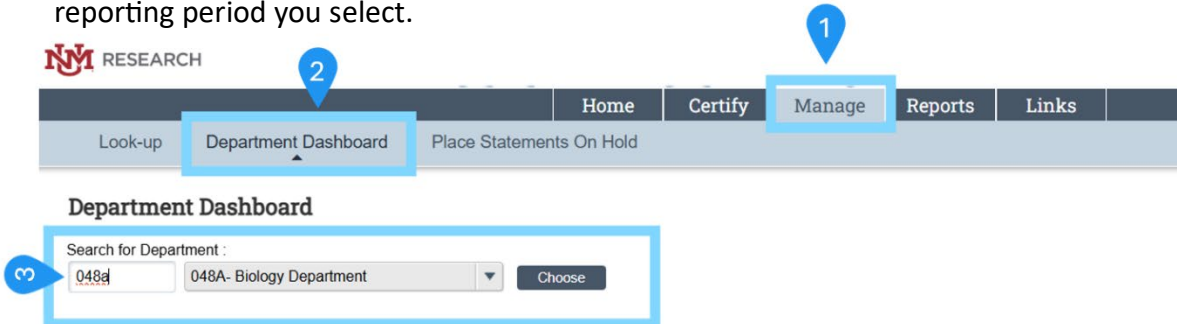 reporting period you select.
1
UNM RESEARCH
2
Home Certify Manage Reports Links
Look-up Department Dashboard Place Statements On Hold
Department Dashboard
Search for Department :
3 048a 048A- Biology Department Choose